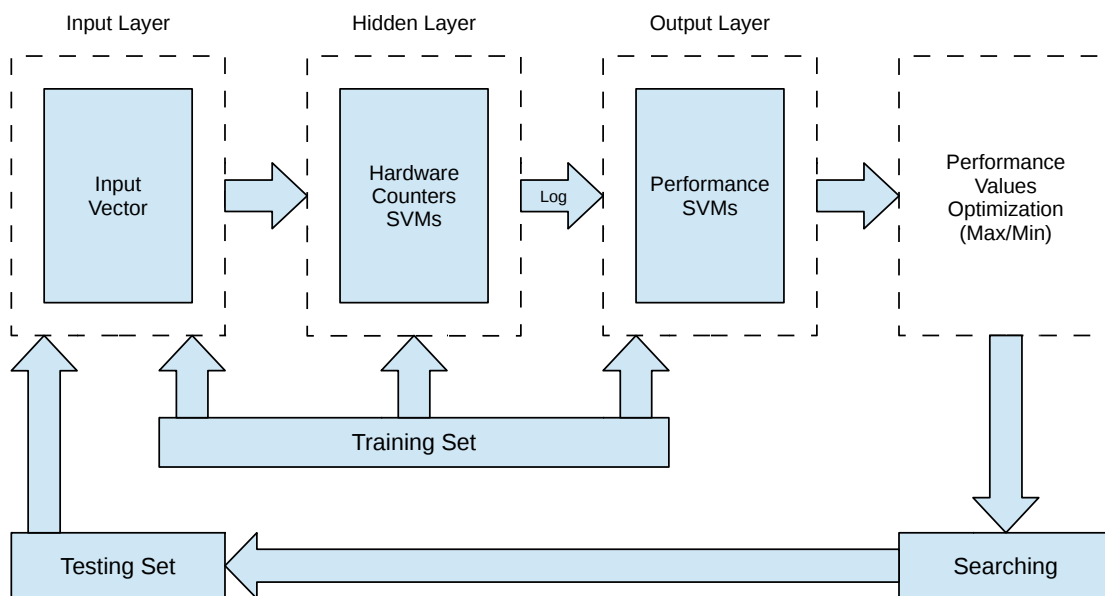 Input Layer
Hidden Layer
Output Layer
Input
Vector
Hardware
Counters
SVMs
Log
Performance
SVMs
Performance
Values
Optimization
(Max/Min)
Training Set
Testing Set
Searching